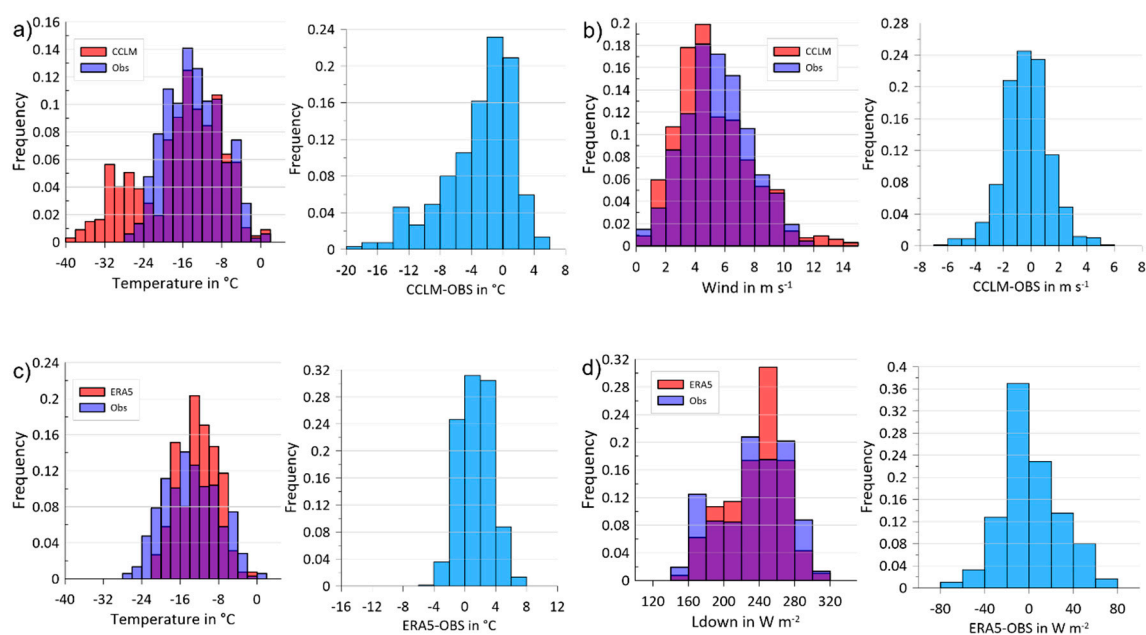 a)
0.16
0.14
0.12
0.1
0.08
0.06
0.04
0.02
0
Frequency
CCLM
Obs
-40 -32 -24 -16 -8 0
Temperature in °C
0.24
0.2
0.16
0.12
0.08
0.04
0
Frequency
-20 -16 -12 -8 -4 0 4 8
CCLM-OBS in °C
b)
0.2
0.18
0.16
0.14
0.12
0.1
0.08
0.06
0.04
0.02
0
Frequency
CCLM
Obs
0 2 4 6 8 10 12 14
Wind in m s-1
0.28
0.24
0.2
0.16
0.12
0.08
0.04
0
Frequency
-8 -6 -4 -2 0 2 4 6 8
CCLM-OBS in m s-1
c)
0.24
0.2
0.16
0.12
0.08
0.04
0
Frequency
ERA5
Obs
-40 -32 -24 -16 -8 0
Temperature in °C
0.32
0.28
0.24
0.2
0.16
0.12
0.08
0.04
0
Frequency
-16 -12 -8 -4 0 4 8 12
ERA5-OBS in °C
d)
0.32
0.28
0.24
0.2
0.16
0.12
0.08
0.04
0
Frequency
ERA5
Obs
120 160 200 240 280 320
Ldown in W m-2
0.4
0.36
0.32
0.28
0.24
0.2
0.16
0.12
0.08
0.04
0
Frequency
-80 -40 0 40 80
ERA5-OBS in W m-2